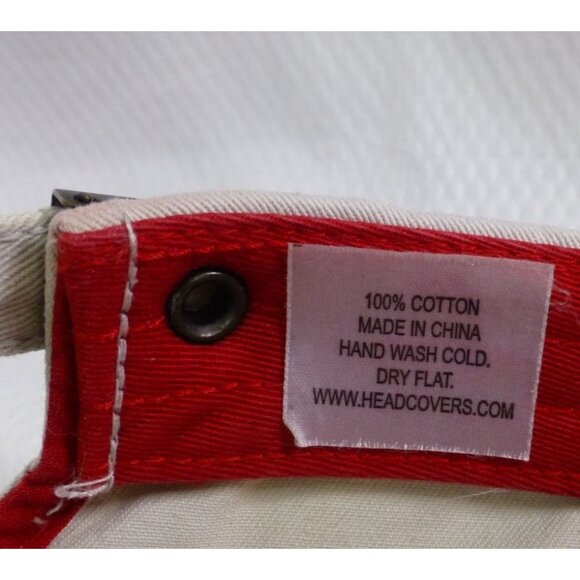 100% COTTON
MADE IN CHINA
HAND WASH COLD.
DRY FLAT.
WWW.HEADCOVERS.COM